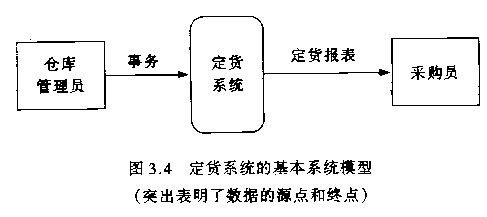 仓库
管理员
事务
定货
系统
定货报表
采购员
图3.4 定货系统的基本系统模型
(突出表明了数据的源点和终点)